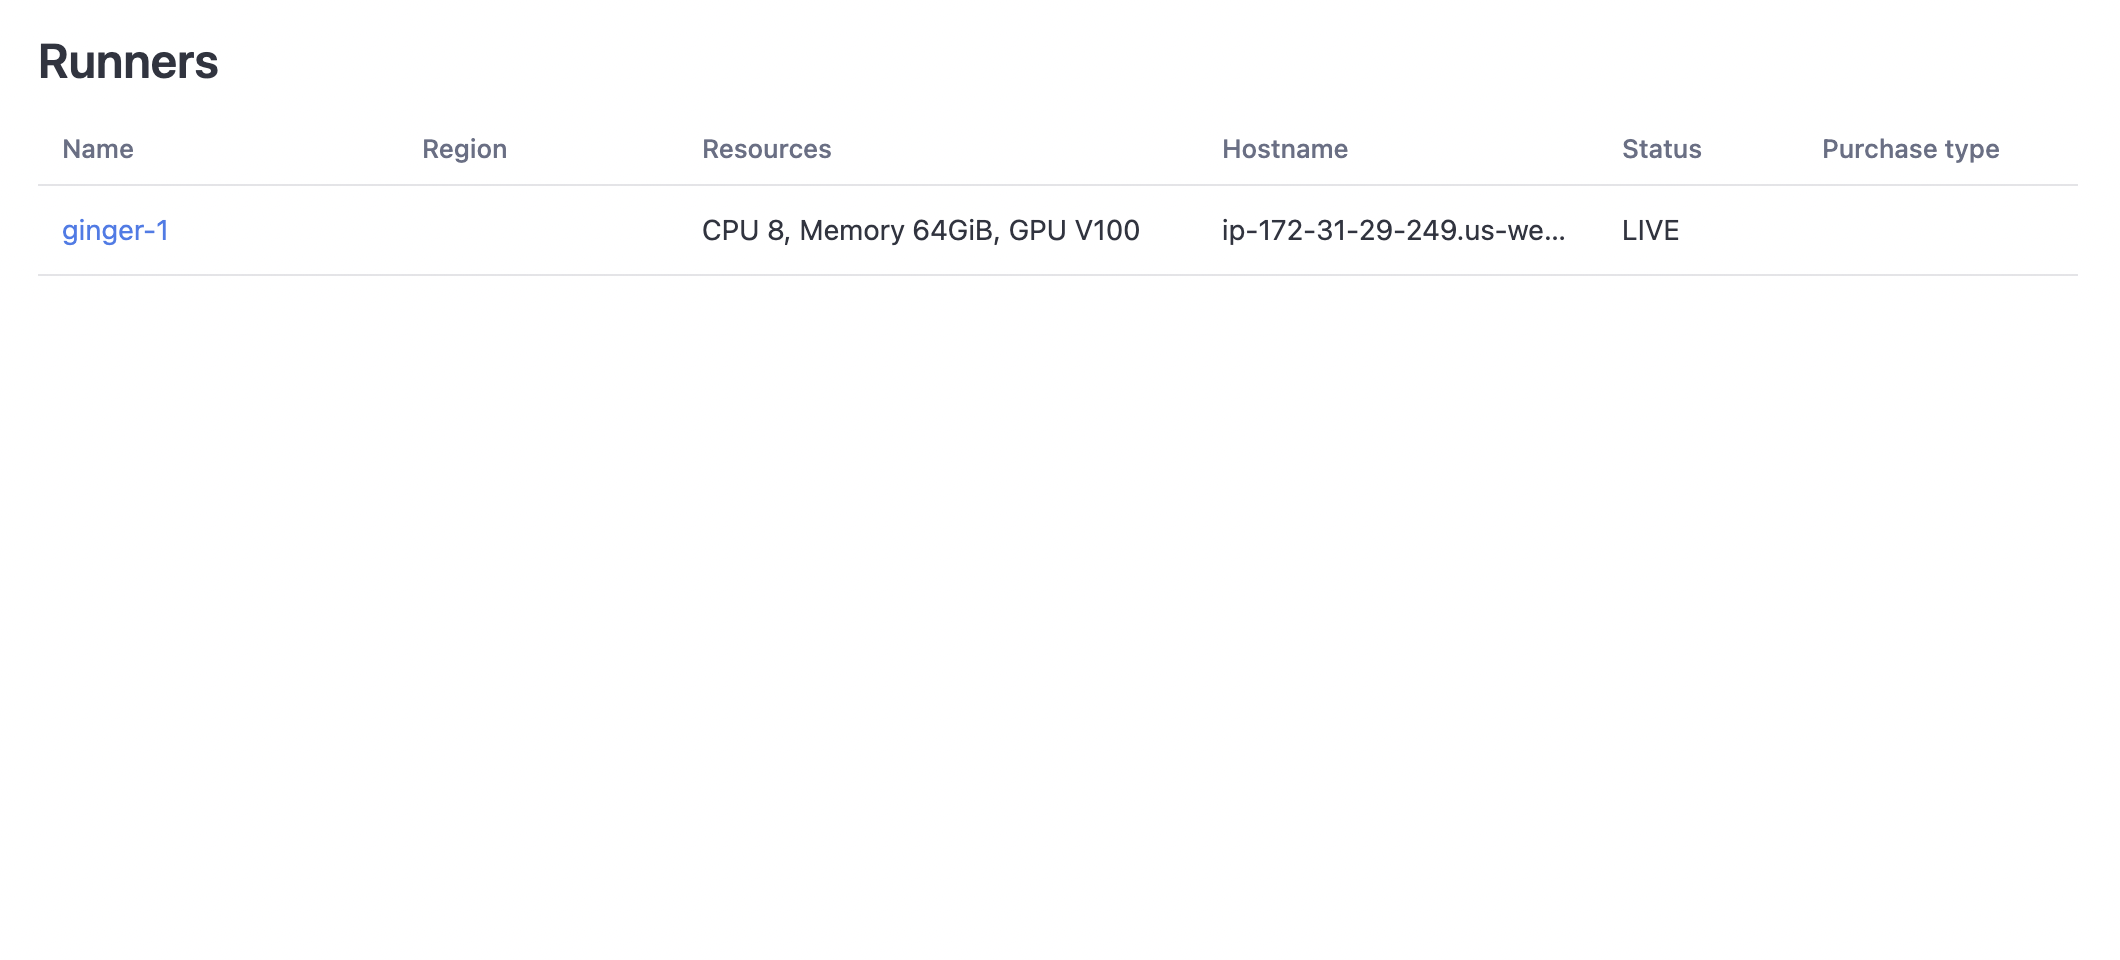 Runners
Name Region Resources Hostname Status Purchase type
ginger-1 CPU 8, Memory 64GiB, GPU V100 ip-172-31-29-249.us-we... LIVE